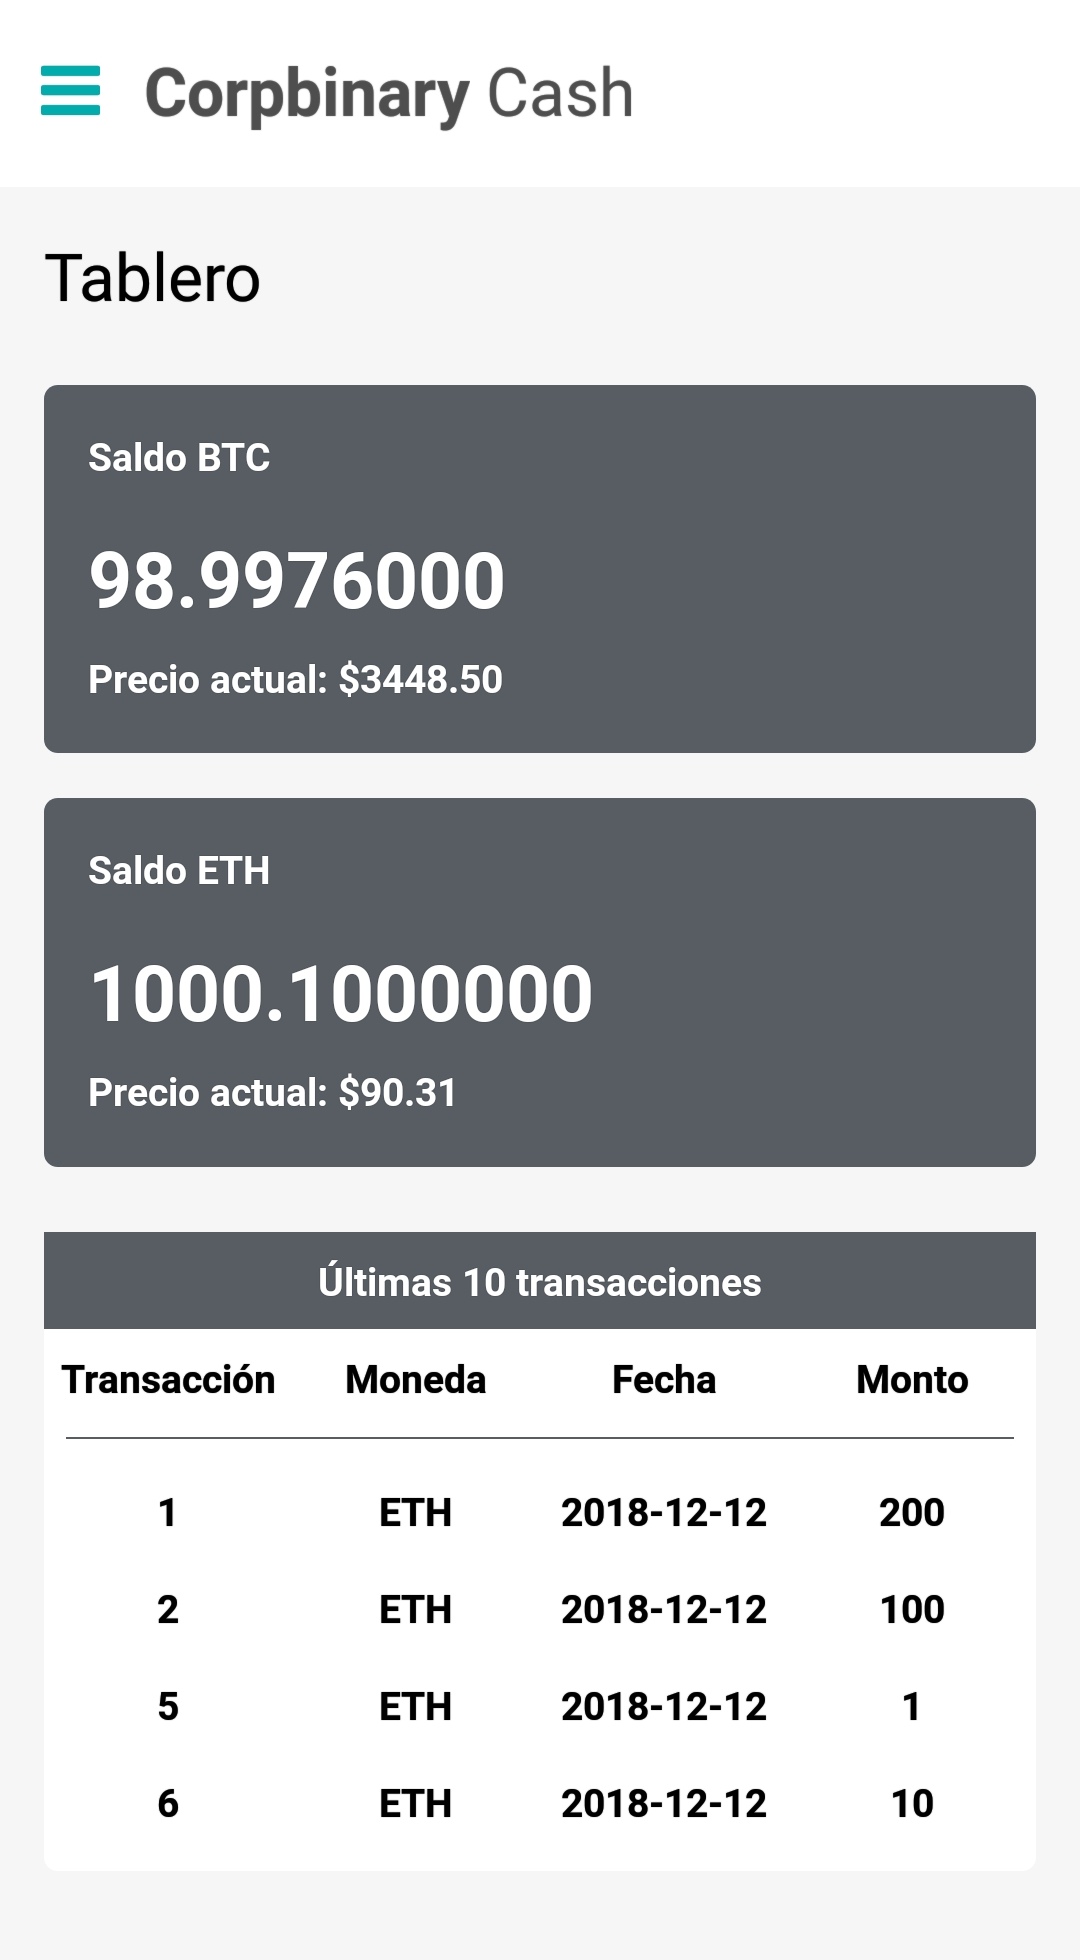 Corpbinary Cash
Tablero
Saldo BTC
98.9976000
Precio actual: $3448.50
Saldo ETH
1000.1000000
Precio actual: $90.31
Últimas 10 transacciones
Transacción Moneda Fecha Monto
1 ETH 2018-12-12 200
2 ETH 2018-12-12 100
5 ETH 2018-12-12 1
6 ETH 2018-12-12 10